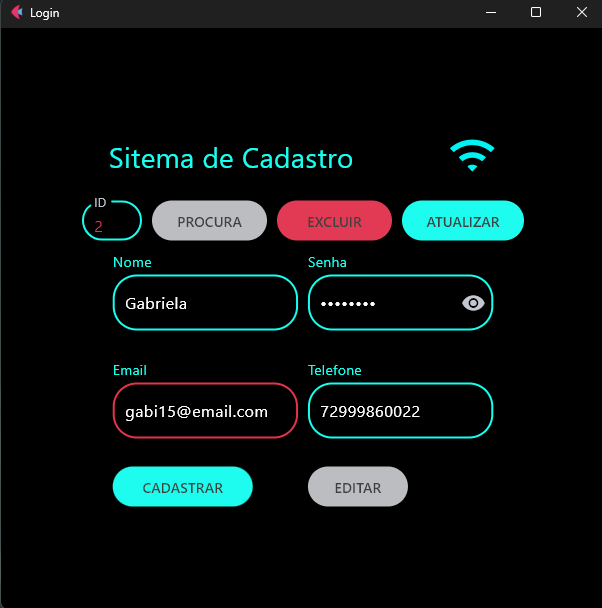 Login
Sitema de Cadastro
ID
2 PROCURA EXCLUIR ATUALIZAR
Nome Senha
Gabriela ••••••••
Email Telefone
gabi15@email.com 72999860022
CADASTRAR EDITAR